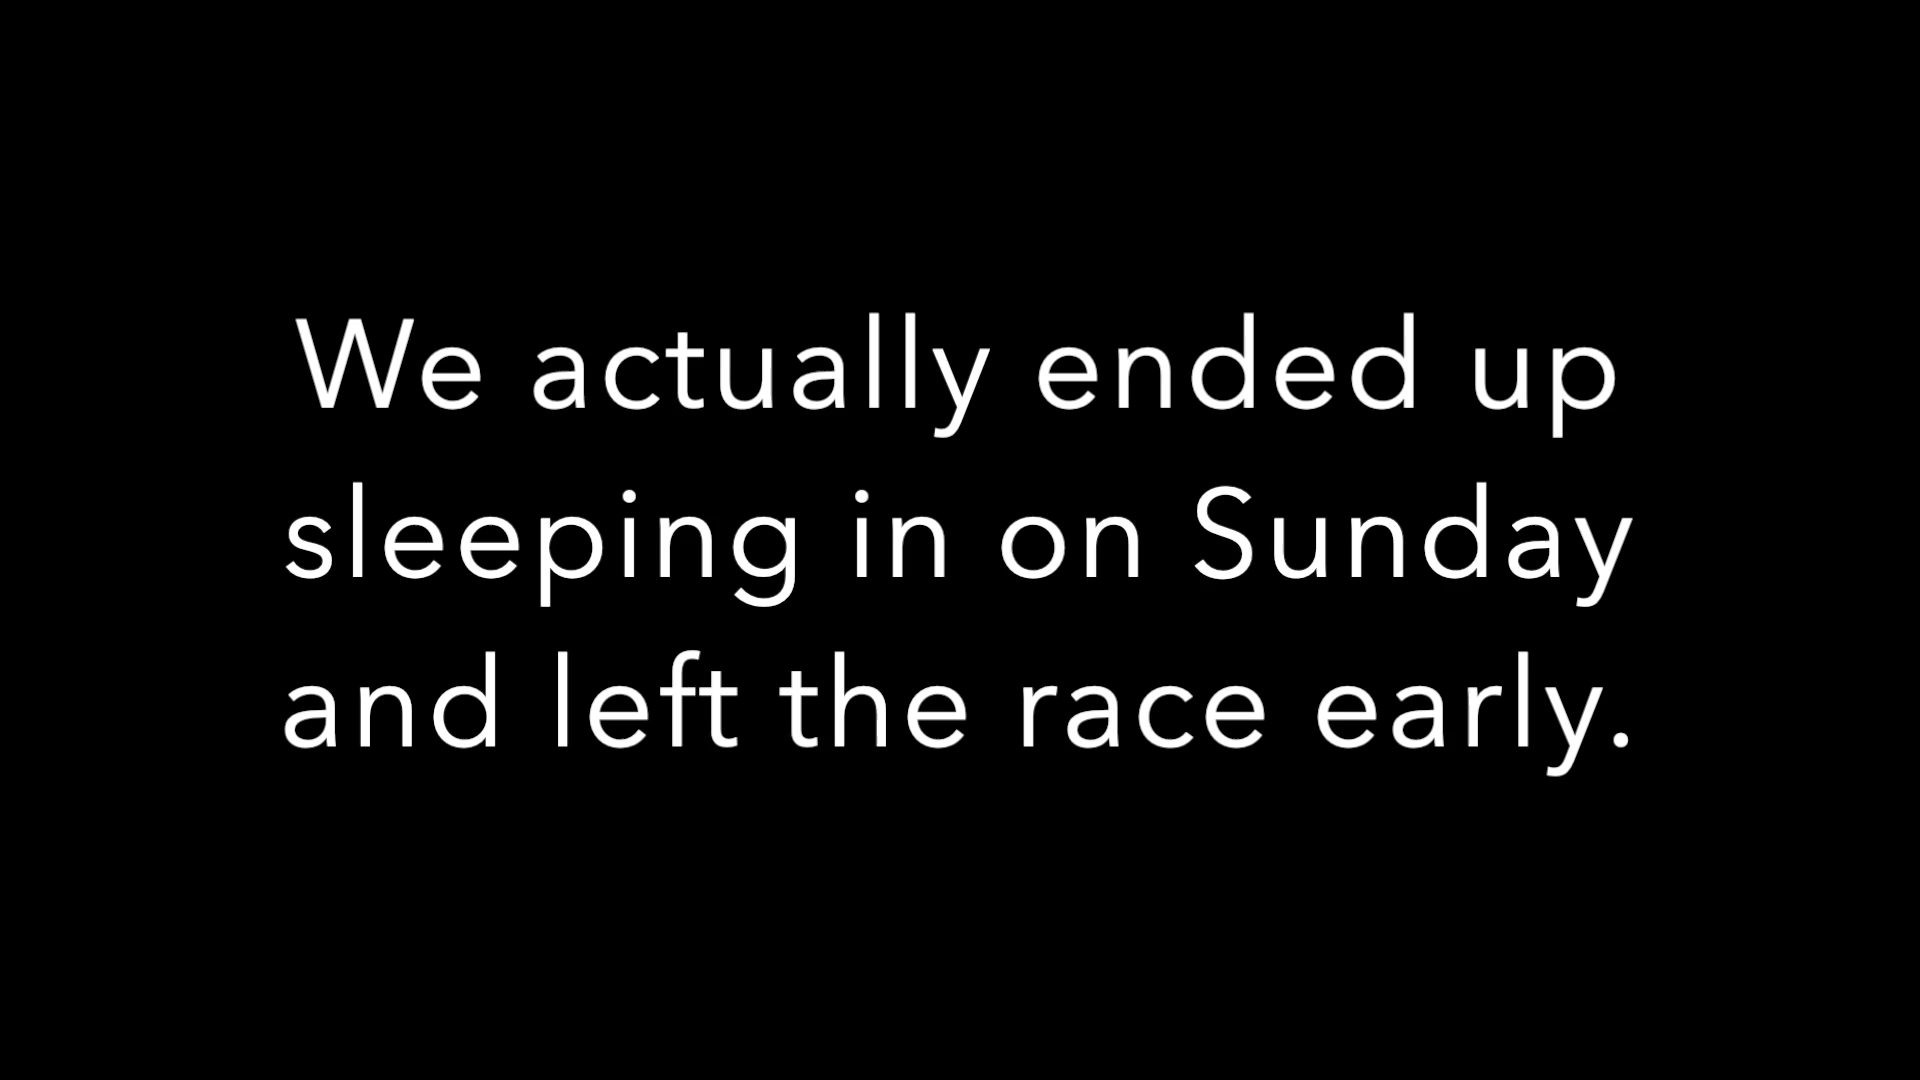 We actually ended up
sleeping in on Sunday
and left the race early.